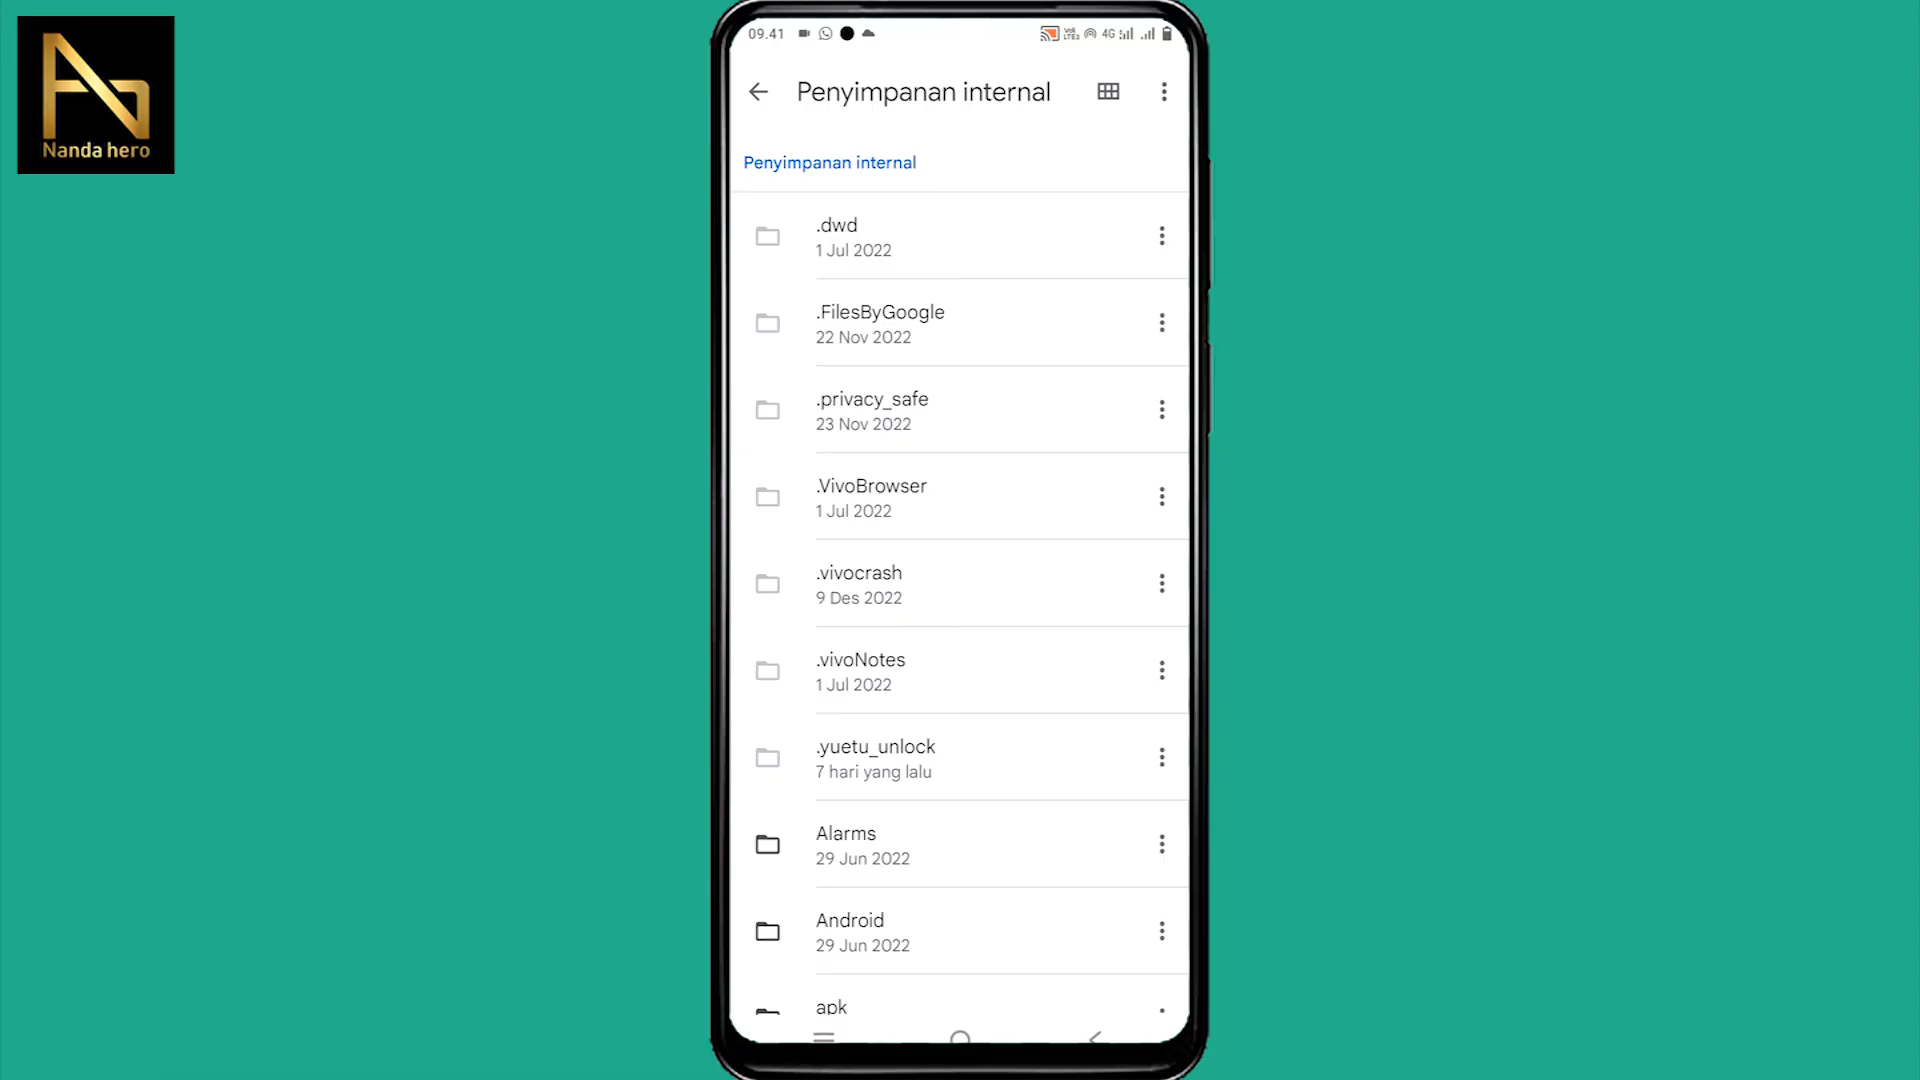 Nanda hero
09.41
4G
Penyimpanan internal
Penyimpanan internal
.dwd
1 Jul 2022
.FilesByGoogle
22 Nov 2022
.privacy_safe
23 Nov 2022
.VivoBrowser
1 Jul 2022
.vivocrash
9 Des 2022
.vivoNotes
1 Jul 2022
.yuetu_unlock
7 hari yang lalu
Alarms
29 Jun 2022
Android
29 Jun 2022
apk